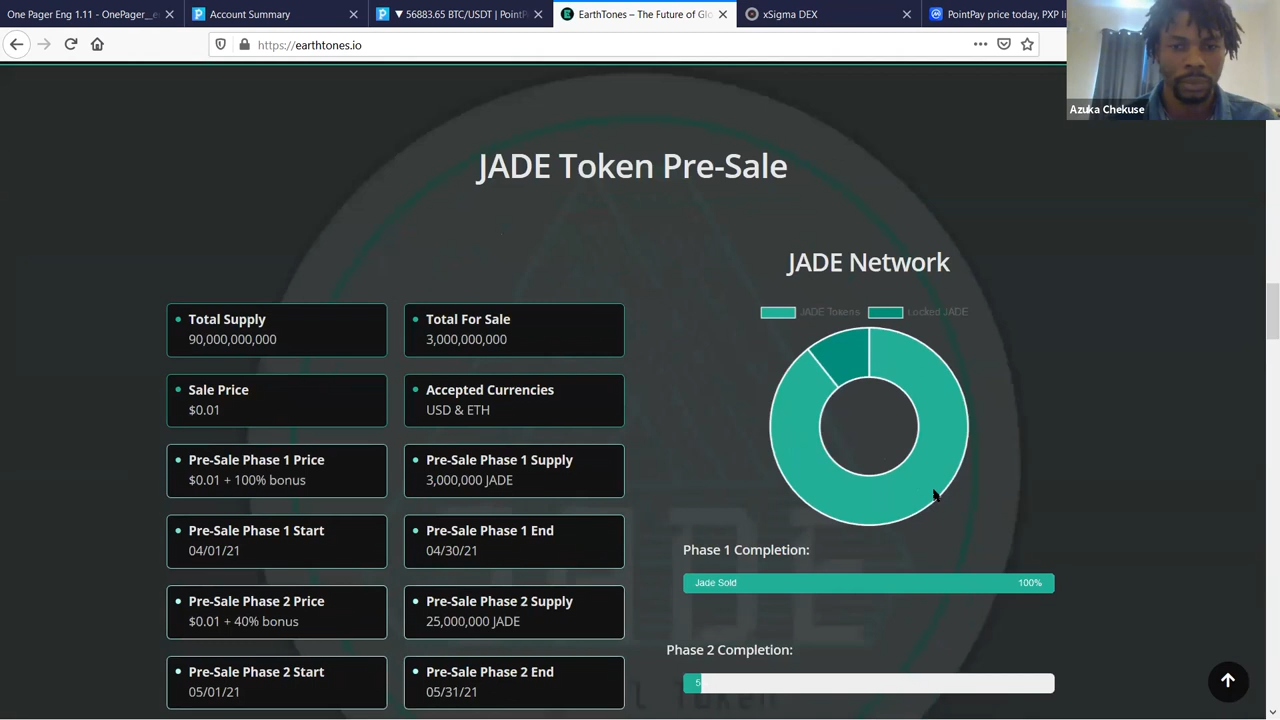 One Pager Eng 1.11 - OnePager_e
Account Summary
▼ 56883.65 BTC/USDT | PointP
EarthTones – The Future of Glo
xSigma DEX
PointPay price today, PXP li
https://earthtones.io
Azuka Chekuse
JADE Token Pre-Sale
JADE Network
JADE Tokens
Locked JADE
Total Supply
90,000,000,000
Total For Sale
3,000,000,000
Sale Price
$0.01
Accepted Currencies
USD & ETH
Pre-Sale Phase 1 Price
$0.01 + 100% bonus
Pre-Sale Phase 1 Supply
3,000,000 JADE
Pre-Sale Phase 1 Start
04/01/21
Pre-Sale Phase 1 End
04/30/21
Phase 1 Completion:
Jade Sold 100%
Pre-Sale Phase 2 Price
$0.01 + 40% bonus
Pre-Sale Phase 2 Supply
25,000,000 JADE
Phase 2 Completion:
5
Pre-Sale Phase 2 Start
05/01/21
Pre-Sale Phase 2 End
05/31/21